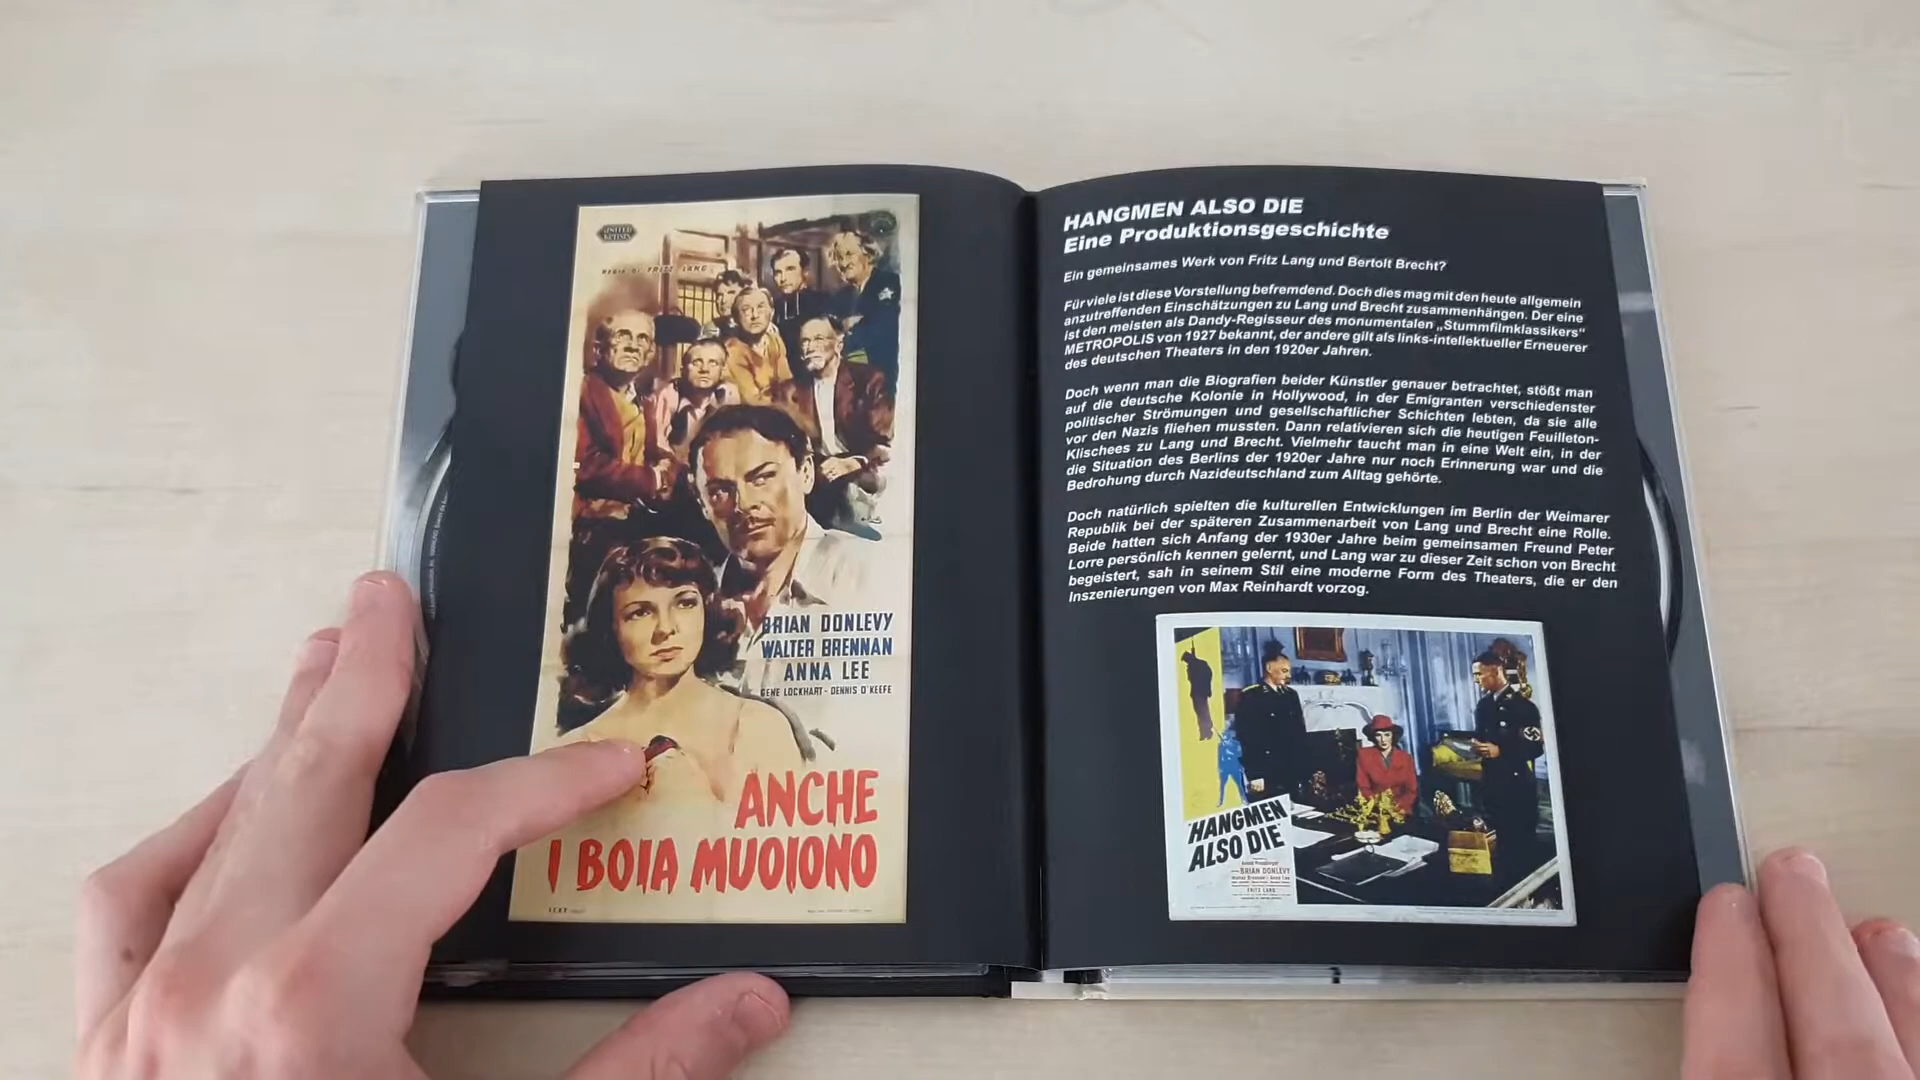 UNITED ARTISTS
REGIA DI FRITZ LANG
BRIAN DONLEVY
WALTER BRENNAN
ANNA LEE
GENE LOCKHART - DENNIS O'KEEFE
ANCHE
I BOIA MUOIONO
HANGMEN ALSO DIE
Eine Produktionsgeschichte
Ein gemeinsames Werk von Fritz Lang und Bertolt Brecht?
Für viele ist diese Vorstellung befremdend. Doch dies mag mit den heute allgemein
anzutreffenden Einschätzungen zu Lang und Brecht zusammenhängen. Der eine
ist den meisten als Dandy-Regisseur des monumentalen „Stummfilmklassikers“
METROPOLIS von 1927 bekannt, der andere gilt als links-intellektueller Erneuerer
des deutschen Theaters in den 1920er Jahren.
Doch wenn man die Biografien beider Künstler genauer betrachtet, stößt man
auf die deutsche Kolonie in Hollywood, in der Emigranten verschiedenster
politischer Strömungen und gesellschaftlicher Schichten lebten, da sie alle
vor den Nazis fliehen mussten. Dann relativieren sich die heutigen Feuilleton-
Klischees zu Lang und Brecht. Vielmehr taucht man in eine Welt ein, in der
die Situation des Berlins der 1920er Jahre nur noch Erinnerung war und die
Bedrohung durch Nazideutschland zum Alltag gehörte.
Doch natürlich spielten die kulturellen Entwicklungen im Berlin der Weimarer
Republik bei der späteren Zusammenarbeit von Lang und Brecht eine Rolle.
Beide hatten sich Anfang der 1930er Jahre beim gemeinsamen Freund Peter
Lorre persönlich kennen gelernt, und Lang war zu dieser Zeit schon von Brecht
begeistert, sah in seinem Stil eine moderne Form des Theaters, die er den
Inszenierungen von Max Reinhardt vorzog.
"HANGMEN
ALSO DIE"
Arnold Pressburger
BRIAN DONLEVY
Walter Brennan Anna Lee
FRITZ LANG